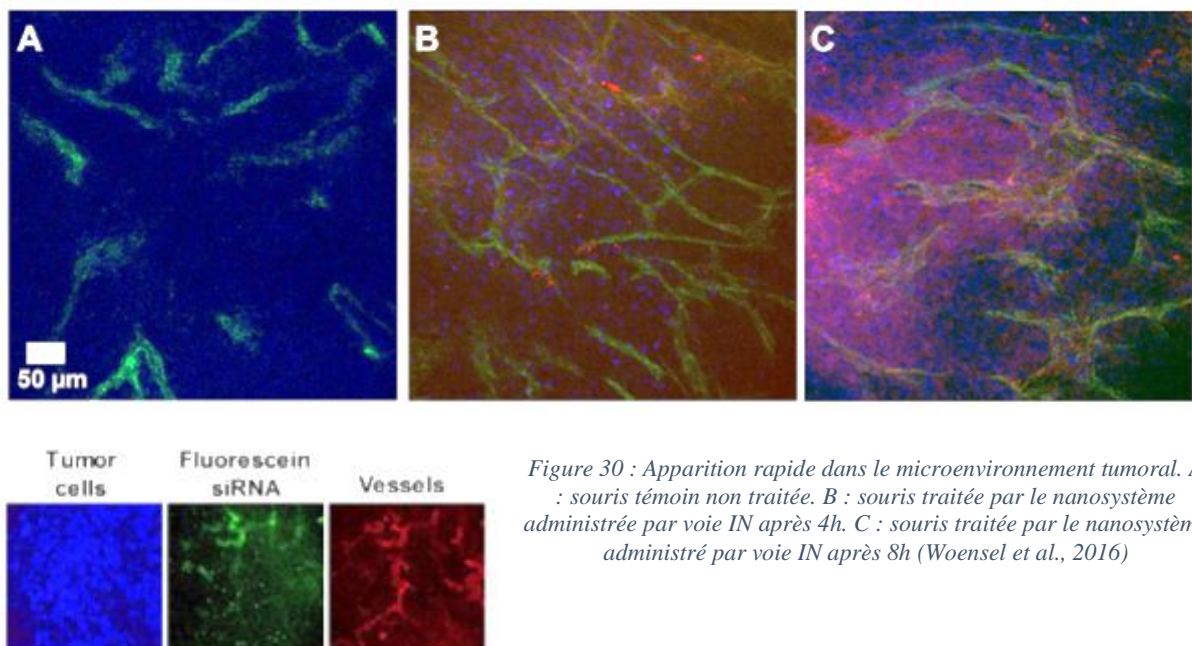 A
B
C
50 µm
Tumor
cells
Fluorescein
siRNA
Vessels
Figure 30 : Apparition rapide dans le microenvironnement tumoral. A
: souris témoin non traitée. B : souris traitée par le nanosystème
administrée par voie IN après 4h. C : souris traitée par le nanosystèm
administré par voie IN après 8h (Woensel et al., 2016)